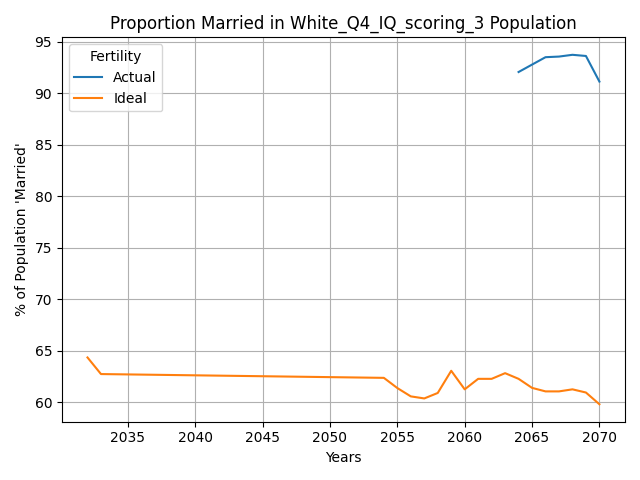 Proportion Married in White_Q4_IQ_scoring_3 Population
Fertility
Actual
Ideal
95
90
85
80
75
70
65
60
% of Population 'Married'
2035 2040 2045 2050 2055 2060 2065 2070
Years